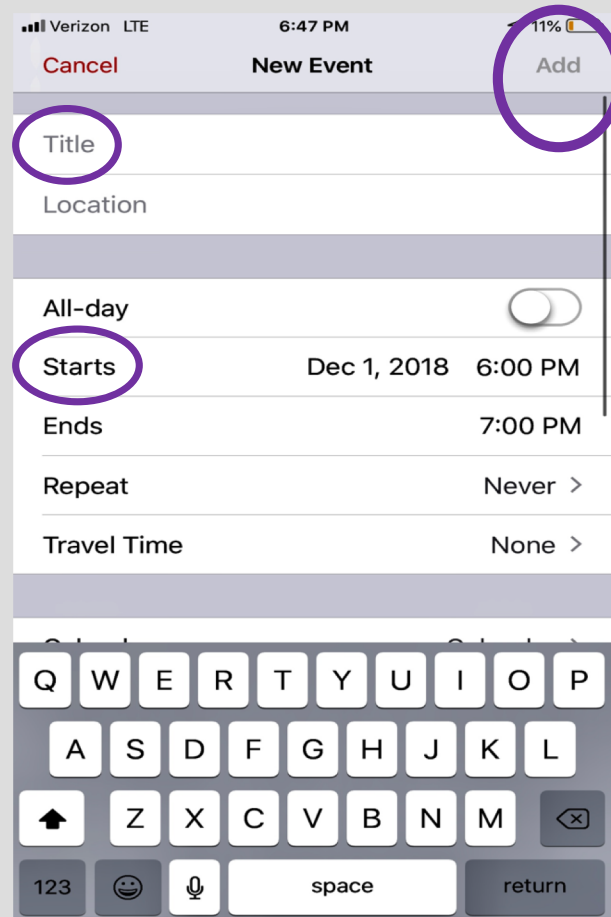 Verizon LTE 6:47 PM 11%
Cancel New Event Add
Title
Location
All-day
Starts Dec 1, 2018 6:00 PM
Ends 7:00 PM
Repeat Never >
Travel Time None >
Q W E R T Y U I O P
A S D F G H J K L
Z X C V B N M
123 space return